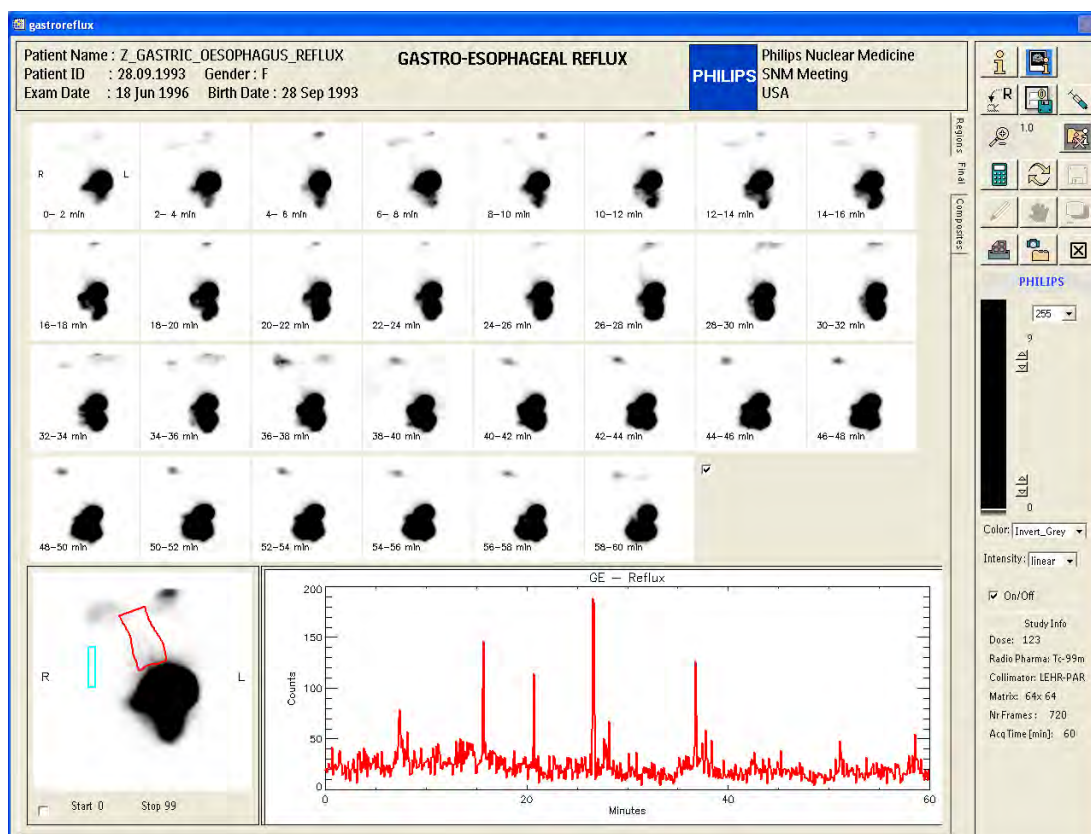 gastroreflux
Patient Name : Z_GASTRIC_OESOPHAGUS_REFLUX
Patient ID : 28.09.1993 Gender : F
Exam Date : 18 Jun 1996 Birth Date : 28 Sep 1993
GASTRO-ESOPHAGEAL REFLUX
PHILIPS
Philips Nuclear Medicine
SNM Meeting
USA
R L
0- 2 min 2- 4 min 4- 6 min 6- 8 min 8-10 min 10-12 min 12-14 min 14-16 min
16-18 min 18-20 min 20-22 min 22-24 min 24-26 min 26-28 min 28-30 min 30-32 min
32-34 min 34-36 min 36-38 min 38-40 min 40-42 min 42-44 min 44-46 min 46-48 min
48-50 min 50-52 min 52-54 min 54-56 min 56-58 min 58-60 min
Regions
Final
Composites
R L
Start 0 Stop 99
GE - Reflux
Counts
200
150
100
50
0
0 20 40 60
Minutes
R
1.0
PHILIPS
255
9
0
Color: Invert_Grey
Intensity: linear
On/Off
Study Info
Dose: 123
Radio Pharma: Tc-99m
Collimator: LEHR-PAR
Matrix: 64x 64
Nr Frames : 720
Acq Time [min]: 60